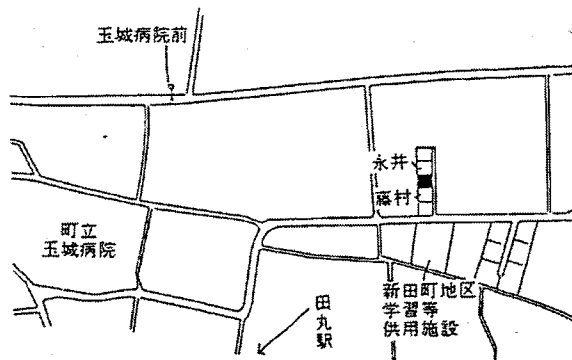 玉城病院前
永井
藤村
町立
玉城病院
新田町地区
学習等
供用施設
田丸駅